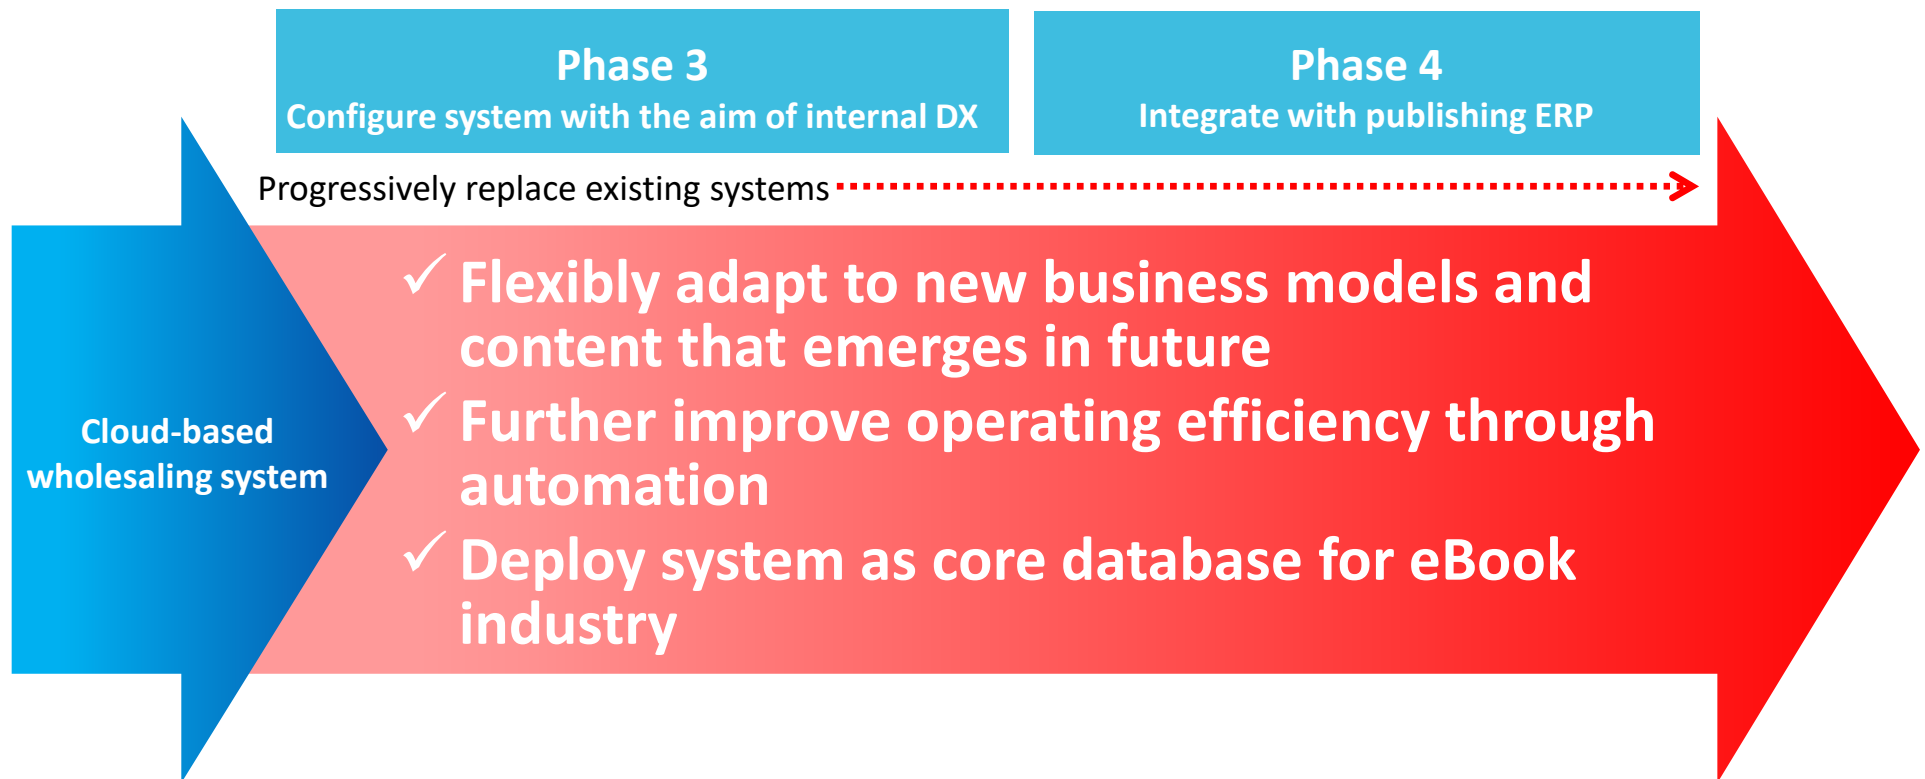 Phase 3
Configure system with the aim of internal DX
Phase 4
Integrate with publishing ERP
Progressively replace existing systems
Cloud-based
wholesaling system
✓ Flexibly adapt to new business models and
content that emerges in future
✓ Further improve operating efficiency through
automation
✓ Deploy system as core database for eBook
industry